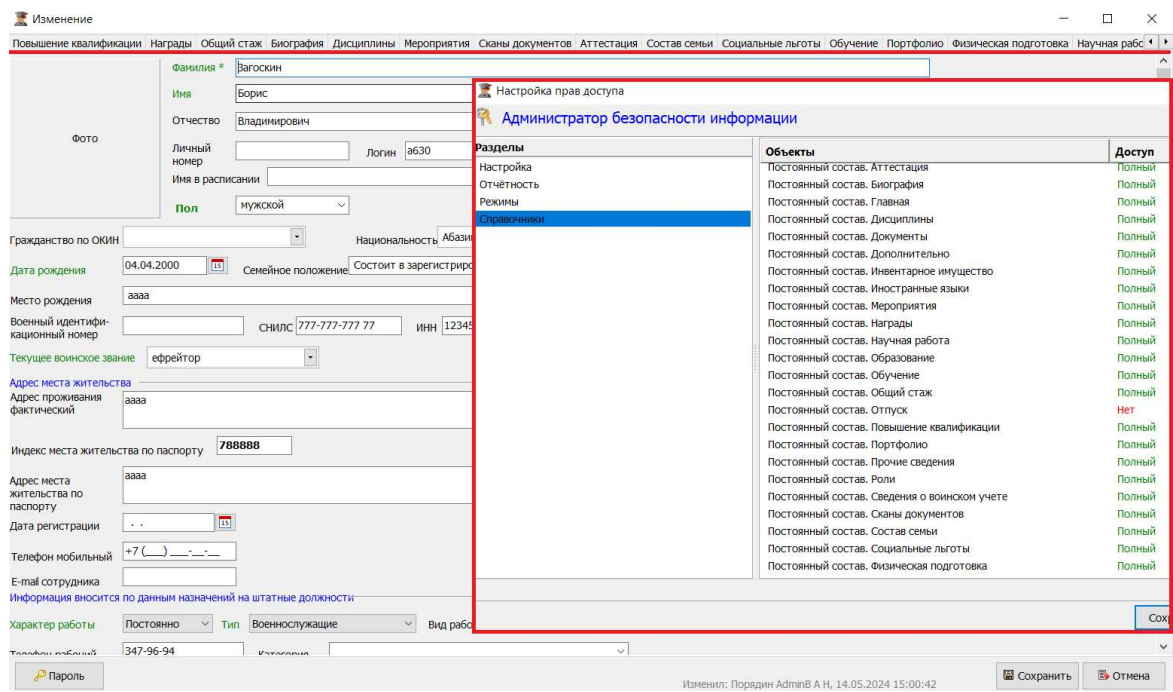 Изменение
Повышение квалификации Награды Общий стаж Биография Дисциплины Мероприятия Сканы документов Аттестация Состав семьи Социальные льготы Обучение Портфолио Физическая подготовка Научная рабс
Фото
Фамилия * Загоскин
Имя Борис
Отчество Владимирович
Личный номер
Логин а630
Имя в расписании
Пол мужской
Гражданство по ОКИН
Национальность Абази
Дата рождения 04.04.2000 15 Семейное положение Состоит в зарегистриро
Место рождения аааа
Военный идентифи-
кационный номер
СНИЛС 777-777-777 77 ИНН 12345
Текущее воинское звание ефрейтор
Адрес места жительства
Адрес проживания
фактический
аааа
Индекс места жительства по паспорту 788888
Адрес места
жительства по
паспорту
аааа
Дата регистрации . . 15
Телефон мобильный +7 (___) ___-__-__
E-mail сотрудника
Информация вносится по данным назначений на штатные должности
Характер работы Постоянно Тип Военнослужащие Вид рабо
Телефон рабочий 347-96-94 Категория
Пароль
Изменил: Порядин AdminB А Н, 14.05.2024 15:00:42
Сохранить Отмена
Настройка прав доступа
Администратор безопасности информации
Разделы
Настройка
Отчётность
Режимы
Справочники
Объекты Доступ
Постоянный состав. Аттестация Полный
Постоянный состав. Биография Полный
Постоянный состав. Главная Полный
Постоянный состав. Дисциплины Полный
Постоянный состав. Документы Полный
Постоянный состав. Дополнительно Полный
Постоянный состав. Инвентарное имущество Полный
Постоянный состав. Иностранные языки Полный
Постоянный состав. Мероприятия Полный
Постоянный состав. Награды Полный
Постоянный состав. Научная работа Полный
Постоянный состав. Образование Полный
Постоянный состав. Обучение Полный
Постоянный состав. Общий стаж Полный
Постоянный состав. Отпуск Нет
Постоянный состав. Повышение квалификации Полный
Постоянный состав. Портфолио Полный
Постоянный состав. Прочие сведения Полный
Постоянный состав. Роли Полный
Постоянный состав. Сведения о воинском учете Полный
Постоянный состав. Сканы документов Полный
Постоянный состав. Состав семьи Полный
Постоянный состав. Социальные льготы Полный
Постоянный состав. Физическая подготовка Полный
Сохр